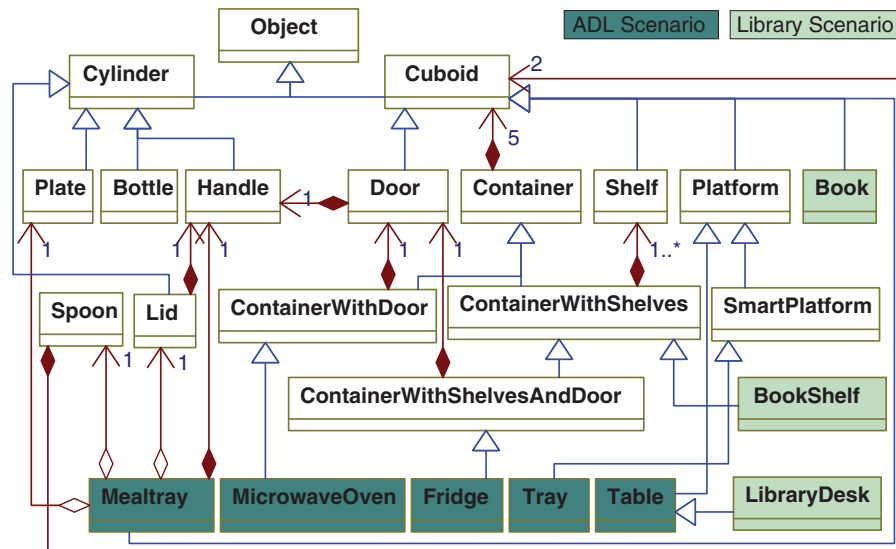 Object
ADL Scenario
Library Scenario
Cylinder
Cuboid
2
5
Plate
Bottle
Handle
1
Door
Container
Shelf
Platform
Book
1
1
1
1
1
1..*
Spoon
Lid
ContainerWithDoor
ContainerWithShelves
SmartPlatform
1
1
ContainerWithShelvesAndDoor
BookShelf
Mealtray
MicrowaveOven
Fridge
Tray
Table
LibraryDesk